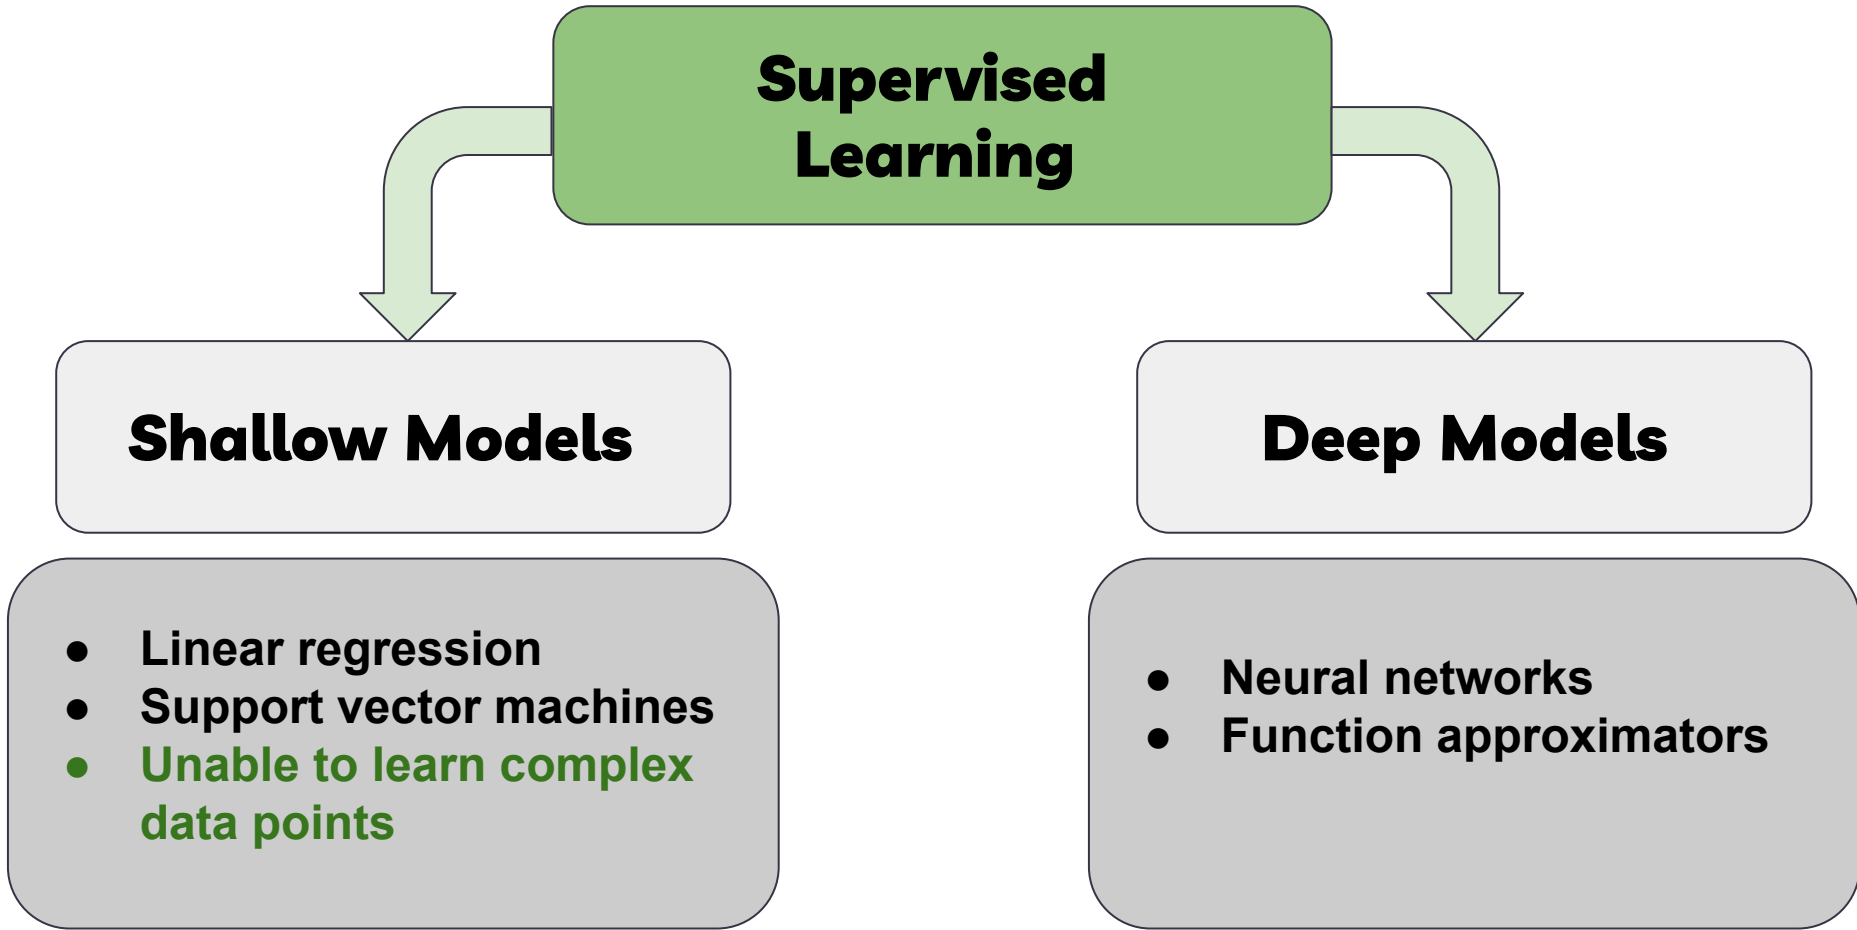 Supervised
Learning
Shallow Models
● Linear regression
● Support vector machines
● Unable to learn complex
data points
Deep Models
● Neural networks
● Function approximators